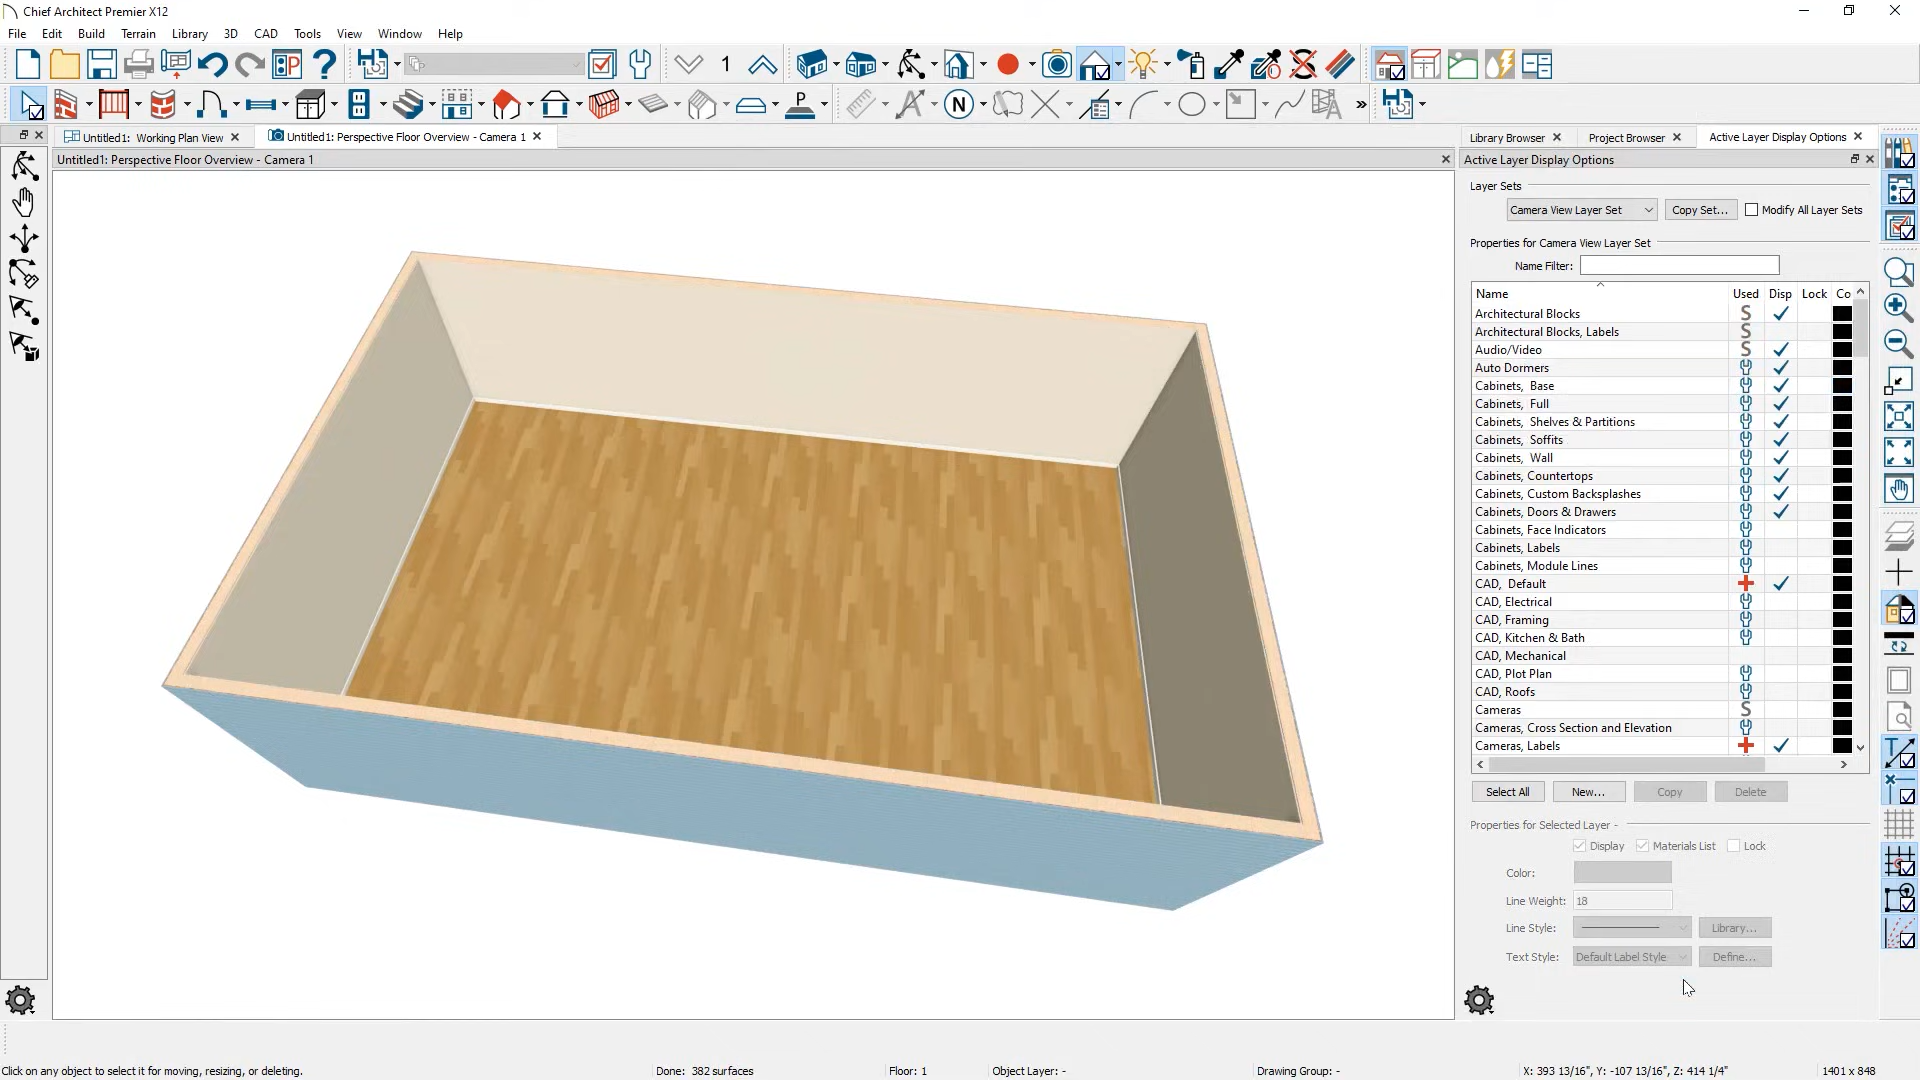 Chief Architect Premier X12
File Edit Build Terrain Library 3D CAD Tools View Window Help
1
N
P
Untitled1: Working Plan View
Untitled1: Perspective Floor Overview - Camera 1
Library Browser
Project Browser
Active Layer Display Options
Untitled1: Perspective Floor Overview - Camera 1
Active Layer Display Options
Layer Sets
Camera View Layer Set
Copy Set...
Modify All Layer Sets
Properties for Camera View Layer Set
Name Filter:
Name Used Disp Lock Co
Architectural Blocks S
Architectural Blocks, Labels S
Audio/Video S
Auto Dormers
Cabinets, Base
Cabinets, Full
Cabinets, Shelves & Partitions
Cabinets, Soffits
Cabinets, Wall
Cabinets, Countertops
Cabinets, Custom Backsplashes
Cabinets, Doors & Drawers
Cabinets, Face Indicators
Cabinets, Labels
Cabinets, Module Lines
CAD, Default
CAD, Electrical
CAD, Framing
CAD, Kitchen & Bath
CAD, Mechanical
CAD, Plot Plan
CAD, Roofs
Cameras S
Cameras, Cross Section and Elevation
Cameras, Labels
Select All New... Copy Delete
Properties for Selected Layer -
Display Materials List Lock
Color:
Line Weight: 18
Line Style: Library...
Text Style: Default Label Style Define...
Click on any object to select it for moving, resizing, or deleting. Done: 382 surfaces Floor: 1 Object Layer: - Drawing Group: - X: 393 13/16", Y: -107 13/16", Z: 414 1/4" 1401 x 848